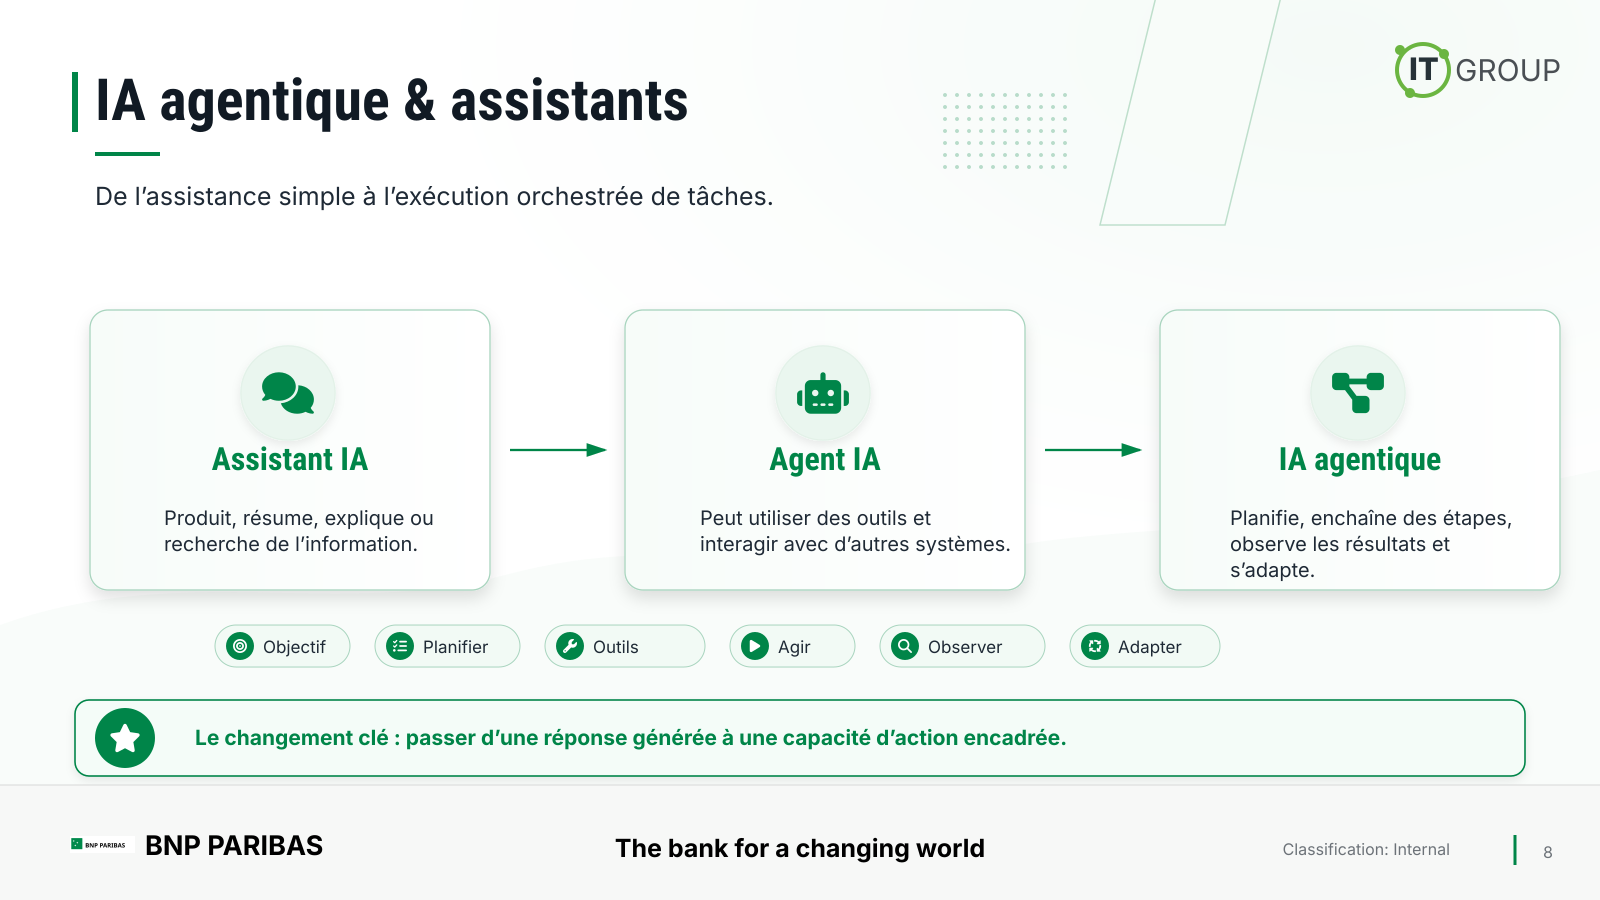 IT GROUP
IA agentique & assistants
De l’assistance simple à l’exécution orchestrée de tâches.
Assistant IA
Produit, résume, explique ou
recherche de l’information.
Agent IA
Peut utiliser des outils et
interagir avec d’autres systèmes.
IA agentique
Planifie, enchaîne des étapes,
observe les résultats et
s’adapte.
Objectif
Planifier
Outils
Agir
Observer
Adapter
Le changement clé : passer d’une réponse générée à une capacité d’action encadrée.
BNP PARIBAS
BNP PARIBAS
The bank for a changing world
Classification: Internal
8